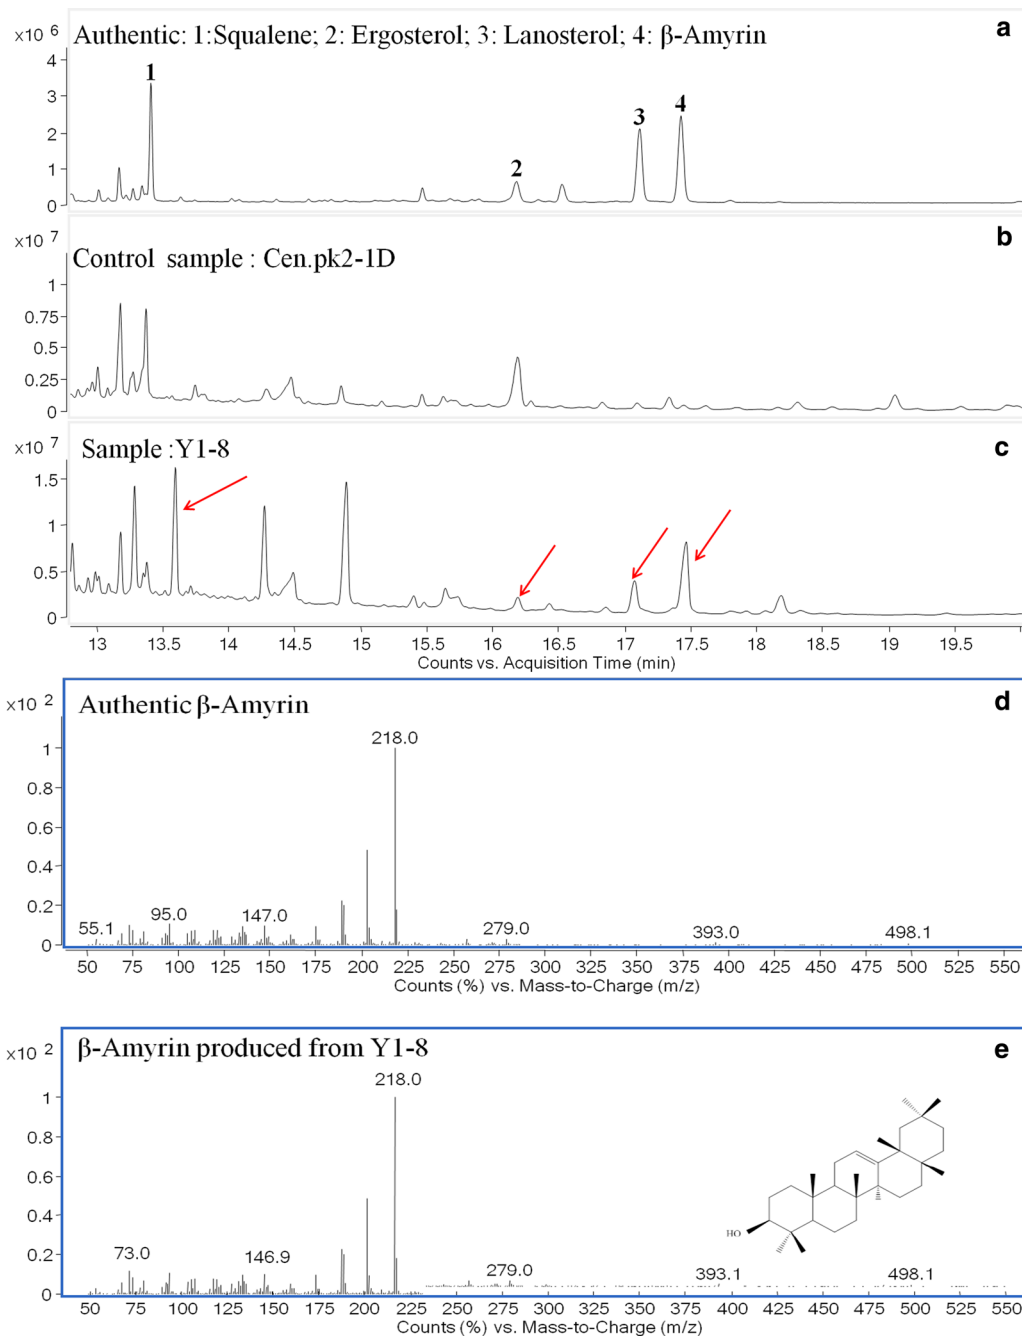 x10 6
Authentic: 1:Squalene; 2: Ergosterol; 3: Lanosterol; 4: β-Amyrin
a
4
3
2
1
0
1
2
3
4
x10 7
Control sample : Cen.pk2-1D
b
1
0.75
0.5
0.25
0
x10 7
Sample :Y1-8
c
1.5
1
0.5
0
13 13.5 14 14.5 15 15.5 16 16.5 17 17.5 18 18.5 19 19.5
Counts vs. Acquisition Time (min)
x10 2
Authentic β-Amyrin
d
1
0.8
0.6
0.4
0.2
0
218.0
55.1 95.0 147.0 279.0 393.0 498.1
50 75 100 125 150 175 200 225 250 275 300 325 350 375 400 425 450 475 500 525 550
Counts (%) vs. Mass-to-Charge (m/z)
x10 2
β-Amyrin produced from Y1-8
e
1
0.8
0.6
0.4
0.2
0
218.0
HO
73.0 146.9 279.0 393.1 498.1
50 75 100 125 150 175 200 225 250 275 300 325 350 375 400 425 450 475 500 525 550
Counts (%) vs. Mass-to-Charge (m/z)